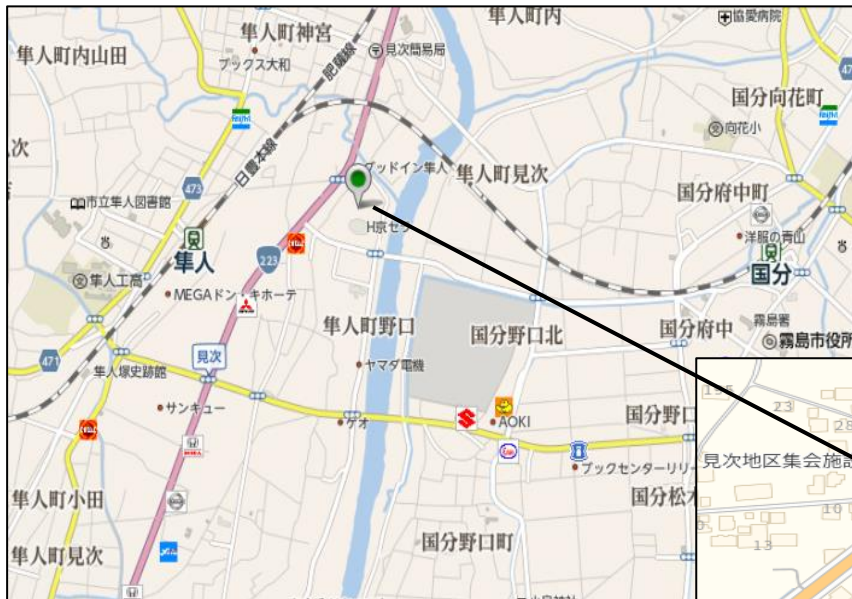 隼人町内
協愛病院
隼人町神宮
見次簡易局
隼人町内山田
ブックス大和
肥薩線
国分向花町
向花小
日豊本線
グッドイン隼人
隼人町見次
473
国分府中町
市立隼人図書館
H京セラ
洋服の青山
隼人
223
国分
隼人工高
MEGAドン・キホーテ
隼人町野口
国分野口北
国分府中
霧島署
霧島市役所
471
見次
ヤマダ電機
隼人塚史跡館
サンキュー
ゲオ
AOKI
国分野口
23
見次地区集会施設
ブックセンターリリー
隼人町小田
国分松木
10
隼人町見次
国分野口町
13